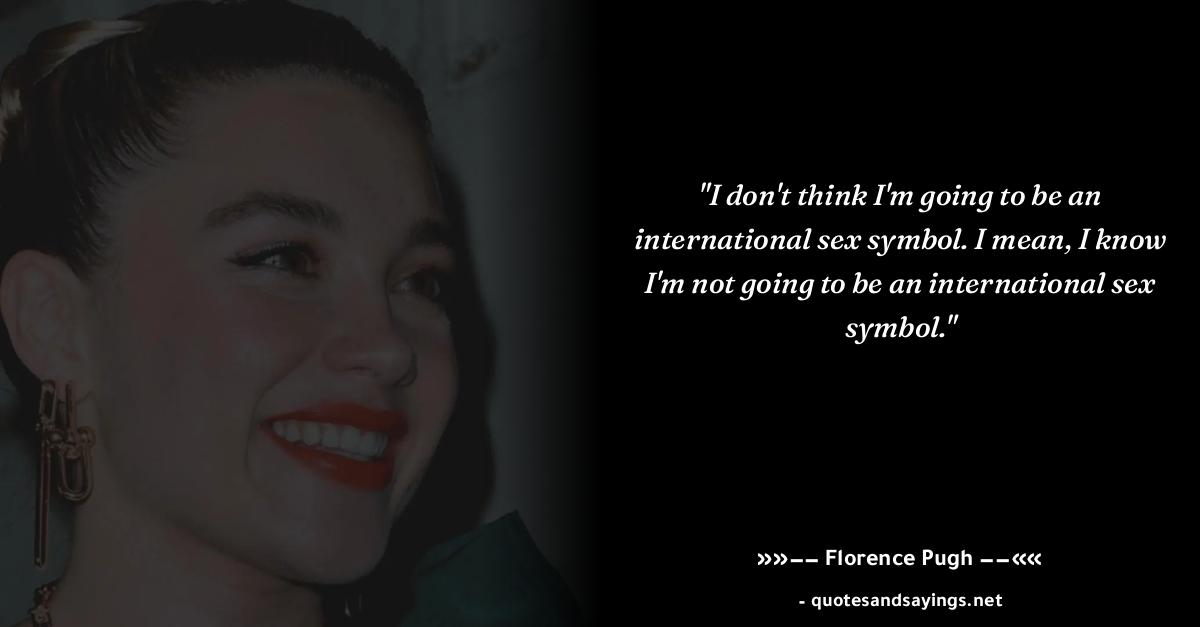 "I don't think I'm going to be an
international sex symbol. I mean, I know
I'm not going to be an international sex
symbol."
»»−− Florence Pugh −−««
- quotesandsayings.net